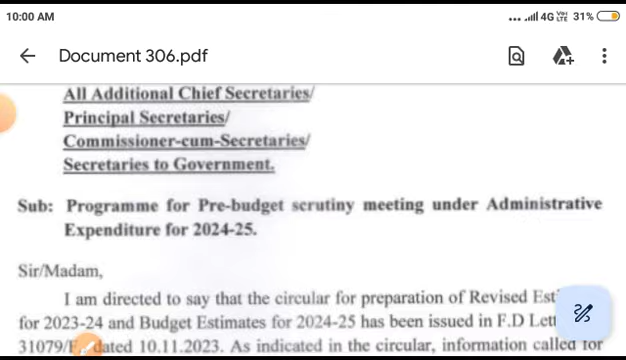 10:00 AM
4G VoLTE 31%
Document 306.pdf
All Additional Chief Secretaries/
Principal Secretaries/
Commissioner-cum-Secretaries/
Secretaries to Government.
Sub: Programme for Pre-budget scrutiny meeting under Administrative
Expenditure for 2024-25.
Sir/Madam,
I am directed to say that the circular for preparation of Revised
for 2023-24 and Budget Estimates for 2024-25 has been issued in F.D
dated 10.11.2023. As indicated in the circular, information called for